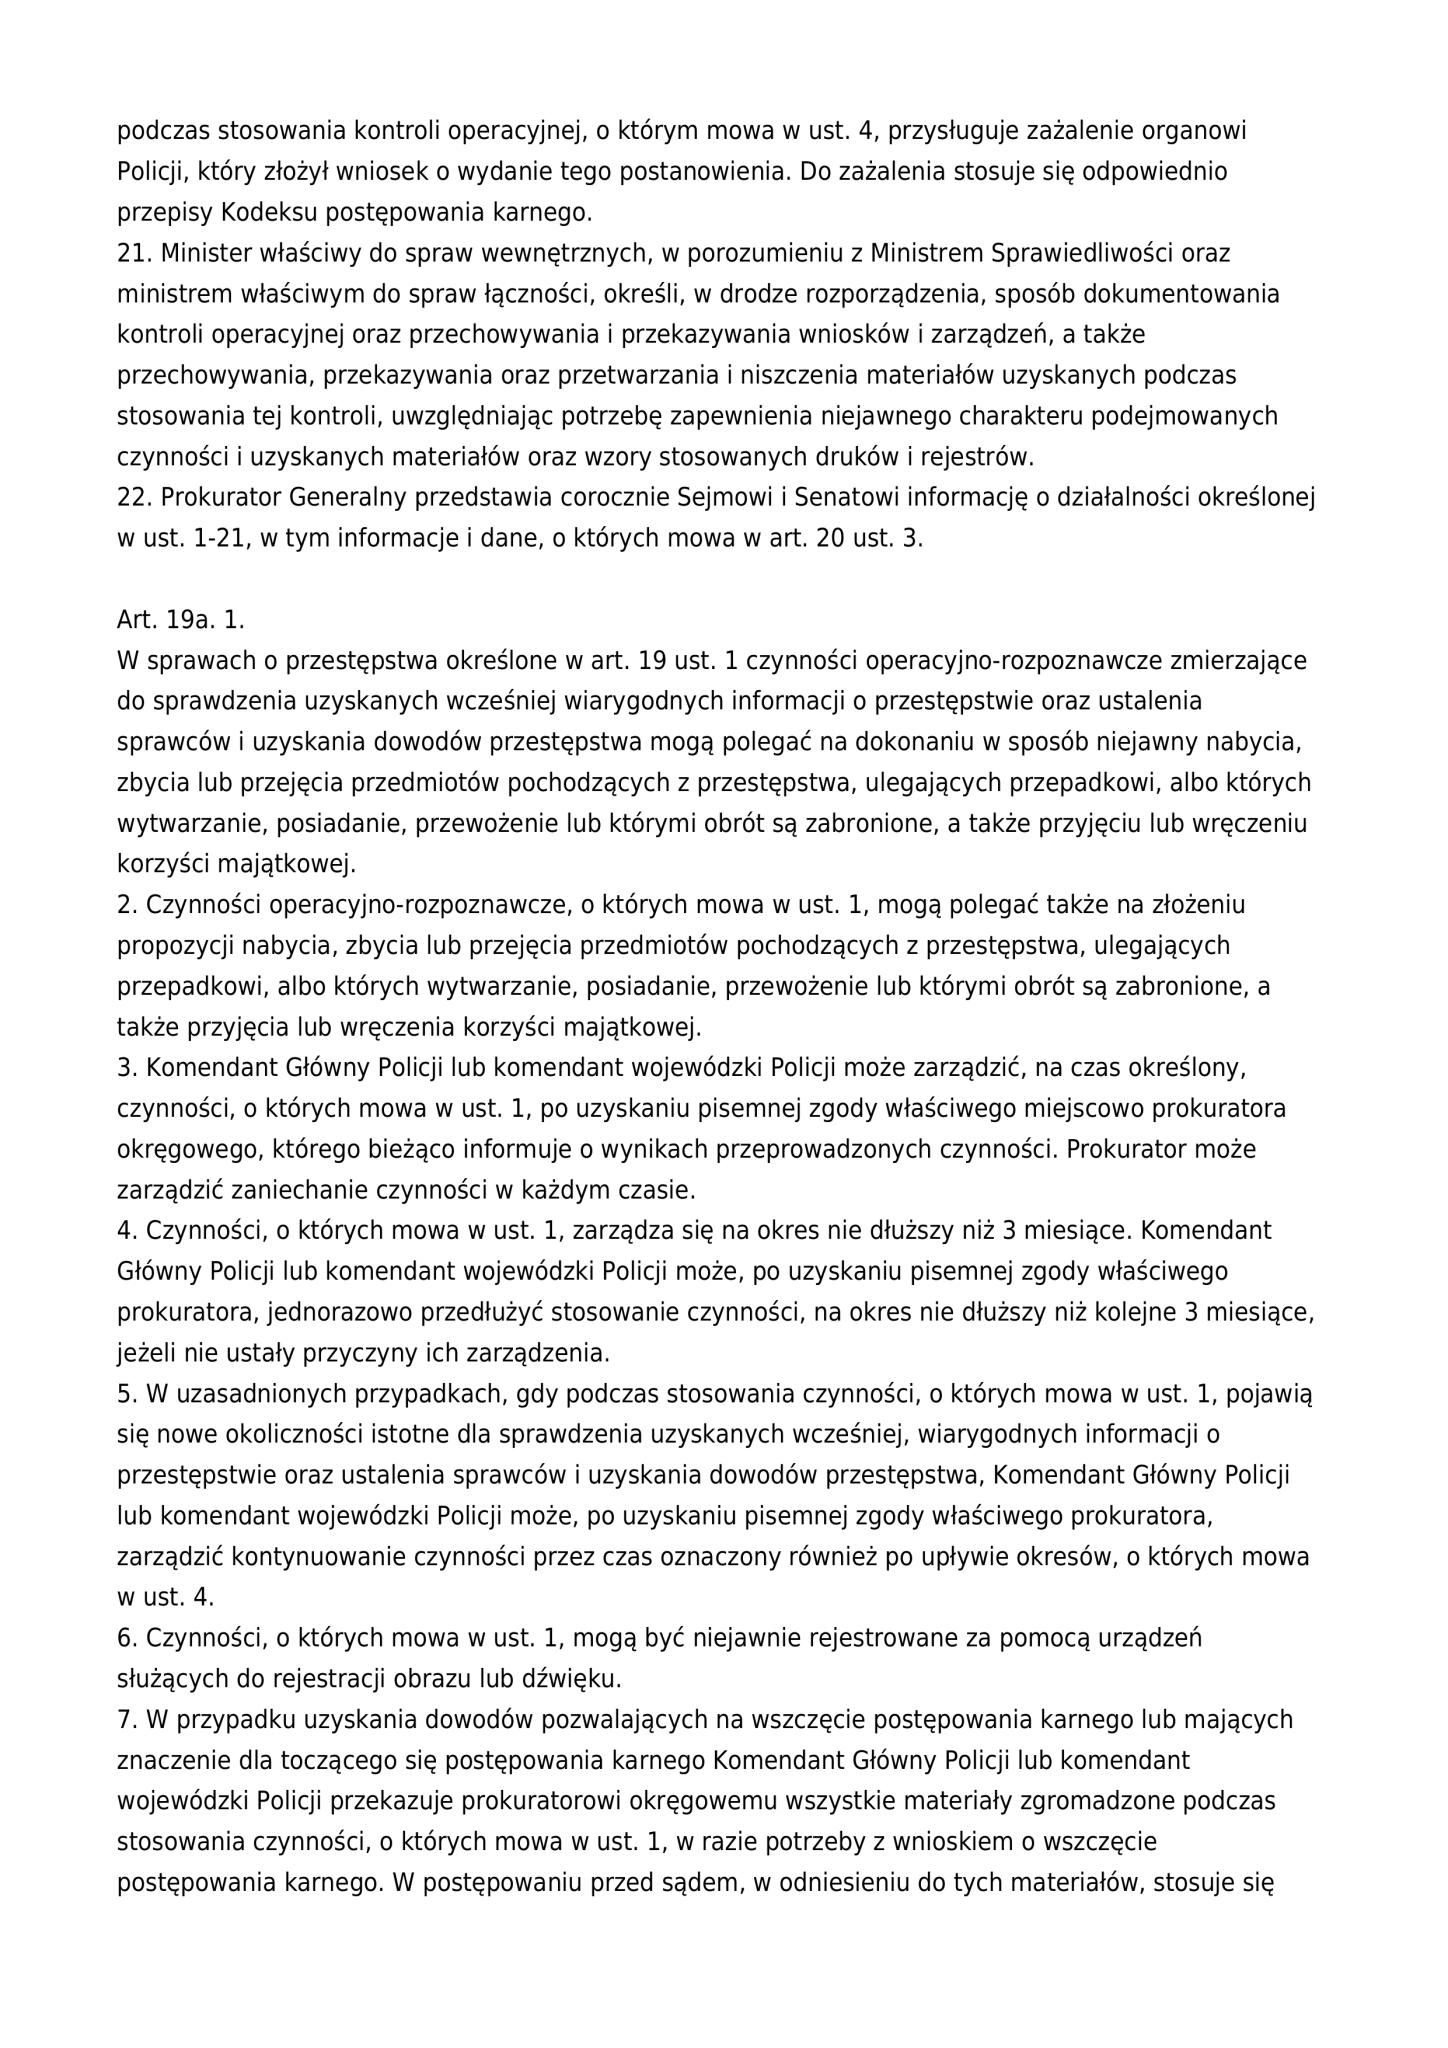 podczas stosowania kontroli operacyjnej, o którym mowa w ust. 4, przysługuje zażalenie organowi
Policji, który złożył wniosek o wydanie tego postanowienia. Do zażalenia stosuje się odpowiednio
przepisy Kodeksu postępowania karnego.
21. Minister właściwy do spraw wewnętrznych, w porozumieniu z Ministrem Sprawiedliwości oraz
ministrem właściwym do spraw łączności, określi, w drodze rozporządzenia, sposób dokumentowania
kontroli operacyjnej oraz przechowywania i przekazywania wniosków i zarządzeń, a także
przechowywania, przekazywania oraz przetwarzania i niszczenia materiałów uzyskanych podczas
stosowania tej kontroli, uwzględniając potrzebę zapewnienia niejawnego charakteru podejmowanych
czynności i uzyskanych materiałów oraz wzory stosowanych druków i rejestrów.
22. Prokurator Generalny przedstawia corocznie Sejmowi i Senatowi informację o działalności określonej
w ust. 1-21, w tym informacje i dane, o których mowa w art. 20 ust. 3.
Art. 19a. 1.
W sprawach o przestępstwa określone w art. 19 ust. 1 czynności operacyjno-rozpoznawcze zmierzające
do sprawdzenia uzyskanych wcześniej wiarygodnych informacji o przestępstwie oraz ustalenia
sprawców i uzyskania dowodów przestępstwa mogą polegać na dokonaniu w sposób niejawny nabycia,
zbycia lub przejęcia przedmiotów pochodzących z przestępstwa, ulegających przepadkowi, albo których
wytwarzanie, posiadanie, przewożenie lub którymi obrót są zabronione, a także przyjęciu lub wręczeniu
korzyści majątkowej.
2. Czynności operacyjno-rozpoznawcze, o których mowa w ust. 1, mogą polegać także na złożeniu
propozycji nabycia, zbycia lub przejęcia przedmiotów pochodzących z przestępstwa, ulegających
przepadkowi, albo których wytwarzanie, posiadanie, przewożenie lub którymi obrót są zabronione, a
także przyjęcia lub wręczenia korzyści majątkowej.
3. Komendant Główny Policji lub komendant wojewódzki Policji może zarządzić, na czas określony,
czynności, o których mowa w ust. 1, po uzyskaniu pisemnej zgody właściwego miejscowo prokuratora
okręgowego, którego bieżąco informuje o wynikach przeprowadzonych czynności. Prokurator może
zarządzić zaniechanie czynności w każdym czasie.
4. Czynności, o których mowa w ust. 1, zarządza się na okres nie dłuższy niż 3 miesiące. Komendant
Główny Policji lub komendant wojewódzki Policji może, po uzyskaniu pisemnej zgody właściwego
prokuratora, jednorazowo przedłużyć stosowanie czynności, na okres nie dłuższy niż kolejne 3 miesiące,
jeżeli nie ustały przyczyny ich zarządzenia.
5. W uzasadnionych przypadkach, gdy podczas stosowania czynności, o których mowa w ust. 1, pojawią
się nowe okoliczności istotne dla sprawdzenia uzyskanych wcześniej, wiarygodnych informacji o
przestępstwie oraz ustalenia sprawców i uzyskania dowodów przestępstwa, Komendant Główny Policji
lub komendant wojewódzki Policji może, po uzyskaniu pisemnej zgody właściwego prokuratora,
zarządzić kontynuowanie czynności przez czas oznaczony również po upływie okresów, o których mowa
w ust. 4.
6. Czynności, o których mowa w ust. 1, mogą być niejawnie rejestrowane za pomocą urządzeń
służących do rejestracji obrazu lub dźwięku.
7. W przypadku uzyskania dowodów pozwalających na wszczęcie postępowania karnego lub mających
znaczenie dla toczącego się postępowania karnego Komendant Główny Policji lub komendant
wojewódzki Policji przekazuje prokuratorowi okręgowemu wszystkie materiały zgromadzone podczas
stosowania czynności, o których mowa w ust. 1, w razie potrzeby z wnioskiem o wszczęcie
postępowania karnego. W postępowaniu przed sądem, w odniesieniu do tych materiałów, stosuje się